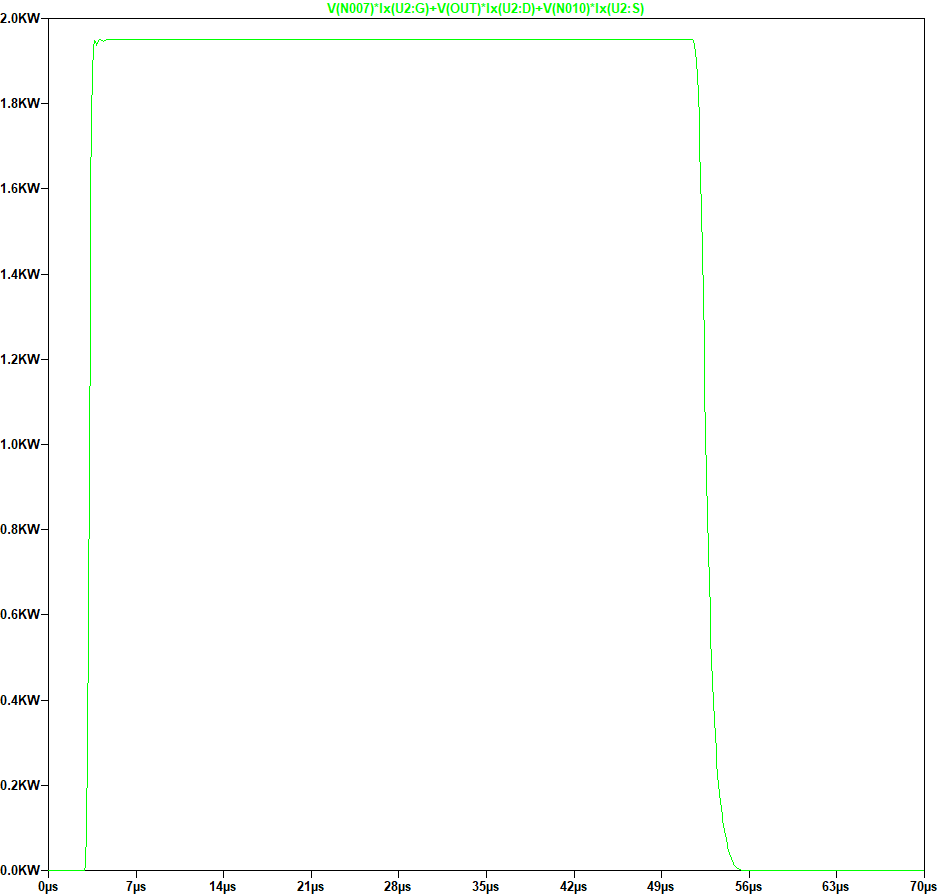 V(N007)*Ix(U2:G)+V(OUT)*Ix(U2:D)+V(N010)*Ix(U2:S)
2.0KW
1.8KW
1.6KW
1.4KW
1.2KW
1.0KW
0.8KW
0.6KW
0.4KW
0.2KW
0.0KW
0µs 7µs 14µs 21µs 28µs 35µs 42µs 49µs 56µs 63µs 70µs